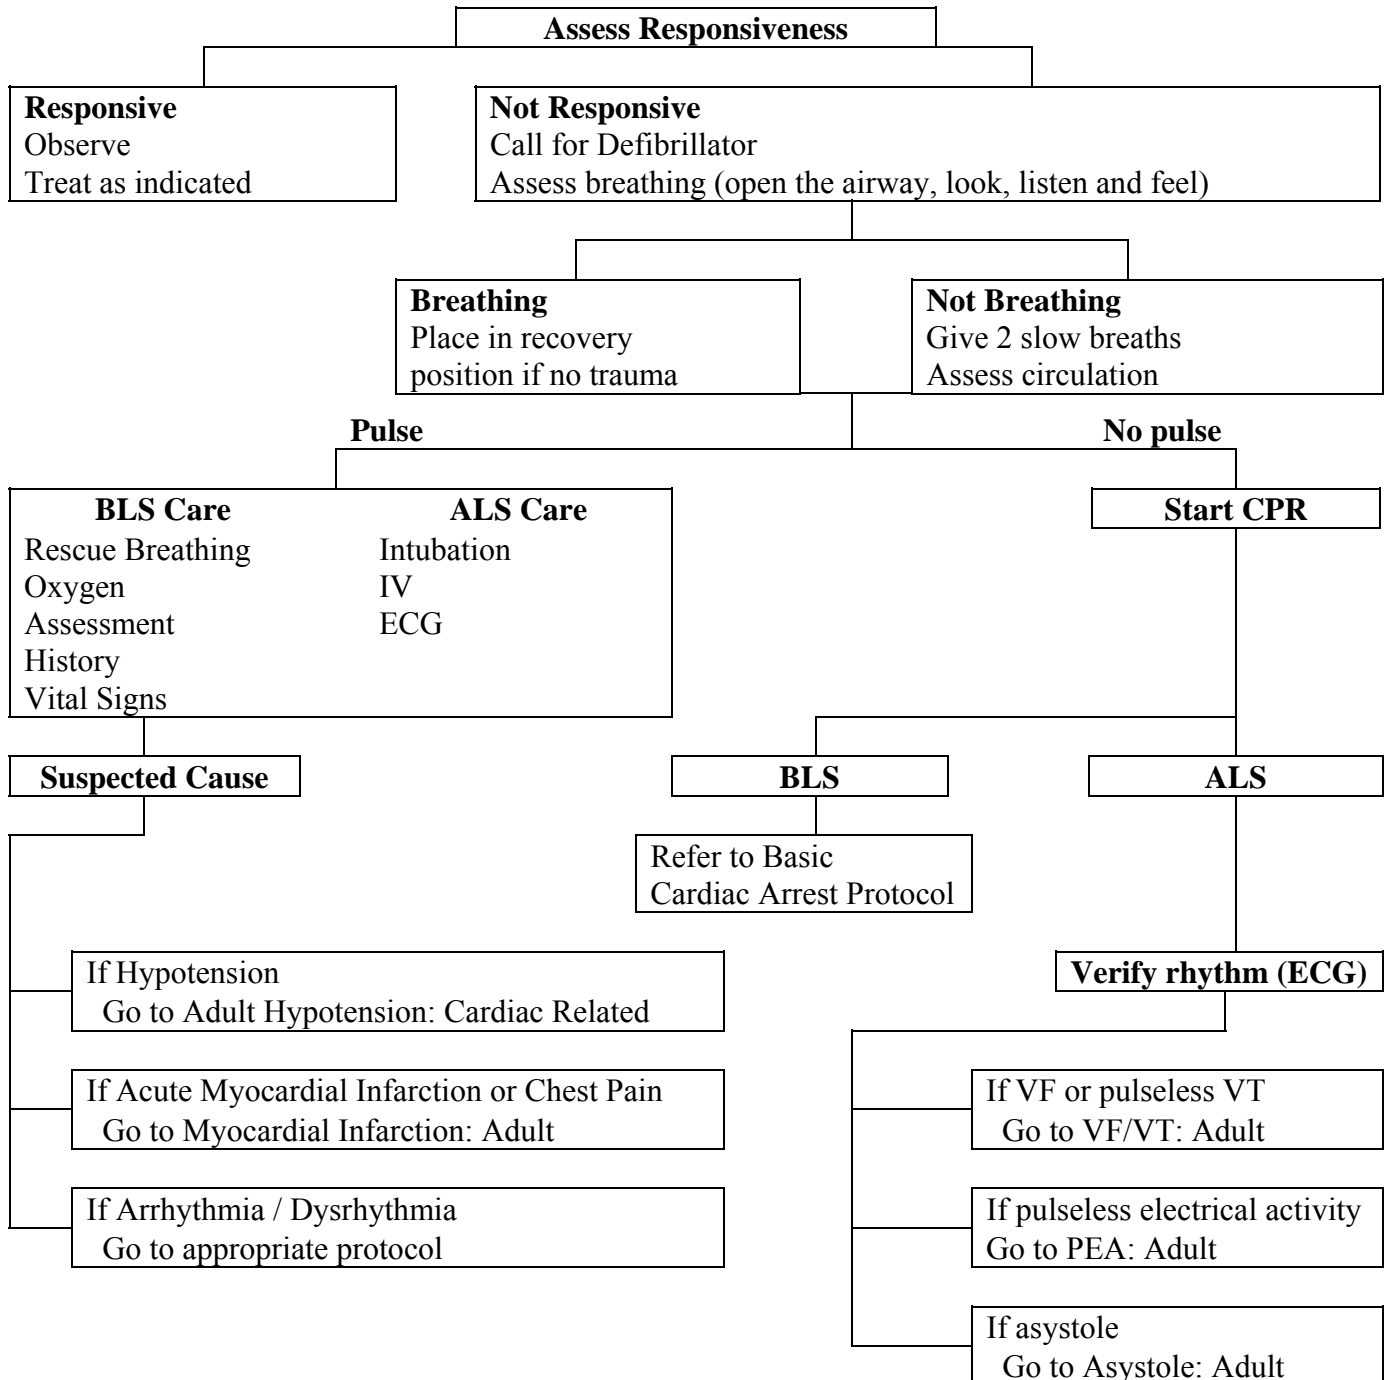 Assess Responsiveness
Responsive
Observe
Treat as indicated
Not Responsive
Call for Defibrillator
Assess breathing (open the airway, look, listen and feel)
Breathing
Place in recovery
position if no trauma
Not Breathing
Give 2 slow breaths
Assess circulation
Pulse
No pulse
BLS Care
Rescue Breathing
Oxygen
Assessment
History
Vital Signs
ALS Care
Intubation
IV
ECG
Start CPR
Suspected Cause
BLS
ALS
Refer to Basic
Cardiac Arrest Protocol
If Hypotension
Go to Adult Hypotension: Cardiac Related
If Acute Myocardial Infarction or Chest Pain
Go to Myocardial Infarction: Adult
If Arrhythmia / Dysrhythmia
Go to appropriate protocol
Verify rhythm (ECG)
If VF or pulseless VT
Go to VF/VT: Adult
If pulseless electrical activity
Go to PEA: Adult
If asystole
Go to Asystole: Adult